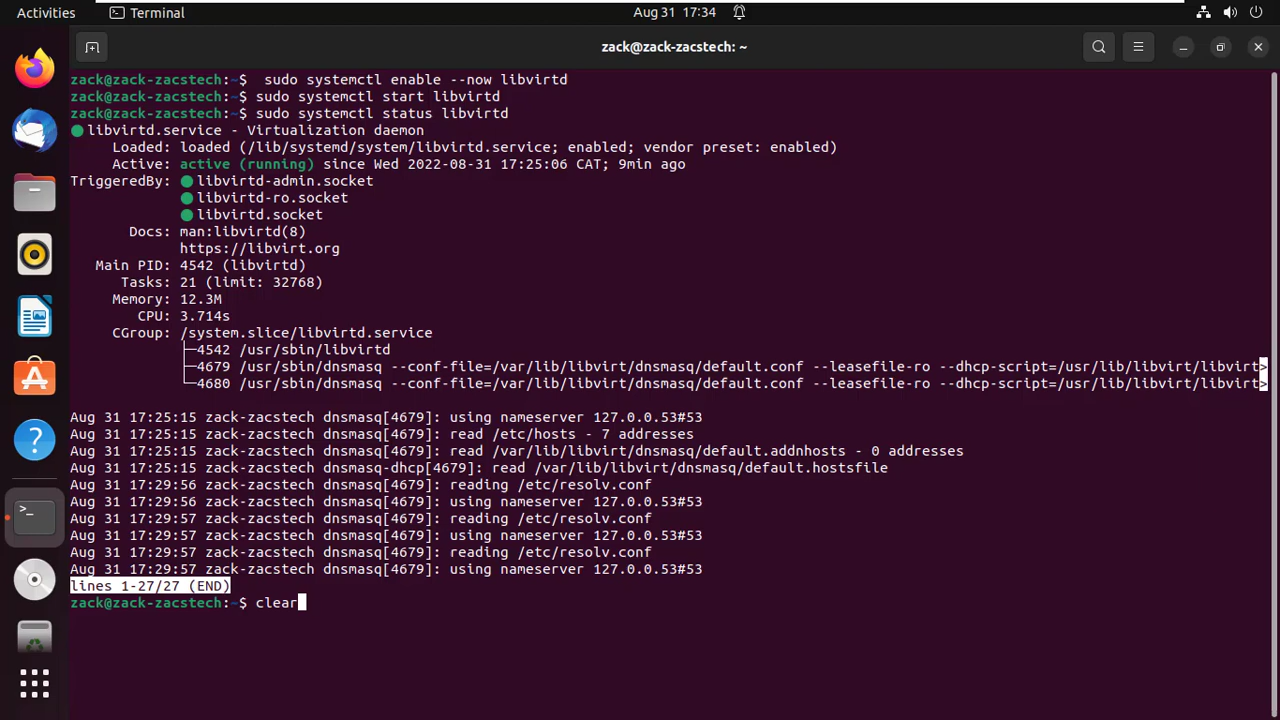 Activities
Terminal
Aug 31 17:34
zack@zack-zacstech: ~
zack@zack-zacstech:~$  sudo systemctl enable --now libvirtd
zack@zack-zacstech:~$ sudo systemctl start libvirtd
zack@zack-zacstech:~$ sudo systemctl status libvirtd
● libvirtd.service - Virtualization daemon
     Loaded: loaded (/lib/systemd/system/libvirtd.service; enabled; vendor preset: enabled)
     Active: active (running) since Wed 2022-08-31 17:25:06 CAT; 9min ago
TriggeredBy: ● libvirtd-admin.socket
             ● libvirtd-ro.socket
             ● libvirtd.socket
       Docs: man:libvirtd(8)
             https://libvirt.org
   Main PID: 4542 (libvirtd)
      Tasks: 21 (limit: 32768)
     Memory: 12.3M
        CPU: 3.714s
     CGroup: /system.slice/libvirtd.service
             ├─4542 /usr/sbin/libvirtd
             ├─4679 /usr/sbin/dnsmasq --conf-file=/var/lib/libvirt/dnsmasq/default.conf --leasefile-ro --dhcp-script=/usr/lib/libvirt/libvirt>
             └─4680 /usr/sbin/dnsmasq --conf-file=/var/lib/libvirt/dnsmasq/default.conf --leasefile-ro --dhcp-script=/usr/lib/libvirt/libvirt>
Aug 31 17:25:15 zack-zacstech dnsmasq[4679]: using nameserver 127.0.0.53#53
Aug 31 17:25:15 zack-zacstech dnsmasq[4679]: read /etc/hosts - 7 addresses
Aug 31 17:25:15 zack-zacstech dnsmasq[4679]: read /var/lib/libvirt/dnsmasq/default.addnhosts - 0 addresses
Aug 31 17:25:15 zack-zacstech dnsmasq-dhcp[4679]: read /var/lib/libvirt/dnsmasq/default.hostsfile
Aug 31 17:29:56 zack-zacstech dnsmasq[4679]: reading /etc/resolv.conf
Aug 31 17:29:56 zack-zacstech dnsmasq[4679]: using nameserver 127.0.0.53#53
Aug 31 17:29:57 zack-zacstech dnsmasq[4679]: reading /etc/resolv.conf
Aug 31 17:29:57 zack-zacstech dnsmasq[4679]: using nameserver 127.0.0.53#53
Aug 31 17:29:57 zack-zacstech dnsmasq[4679]: reading /etc/resolv.conf
Aug 31 17:29:57 zack-zacstech dnsmasq[4679]: using nameserver 127.0.0.53#53
lines 1-27/27 (END)
zack@zack-zacstech:~$ clear